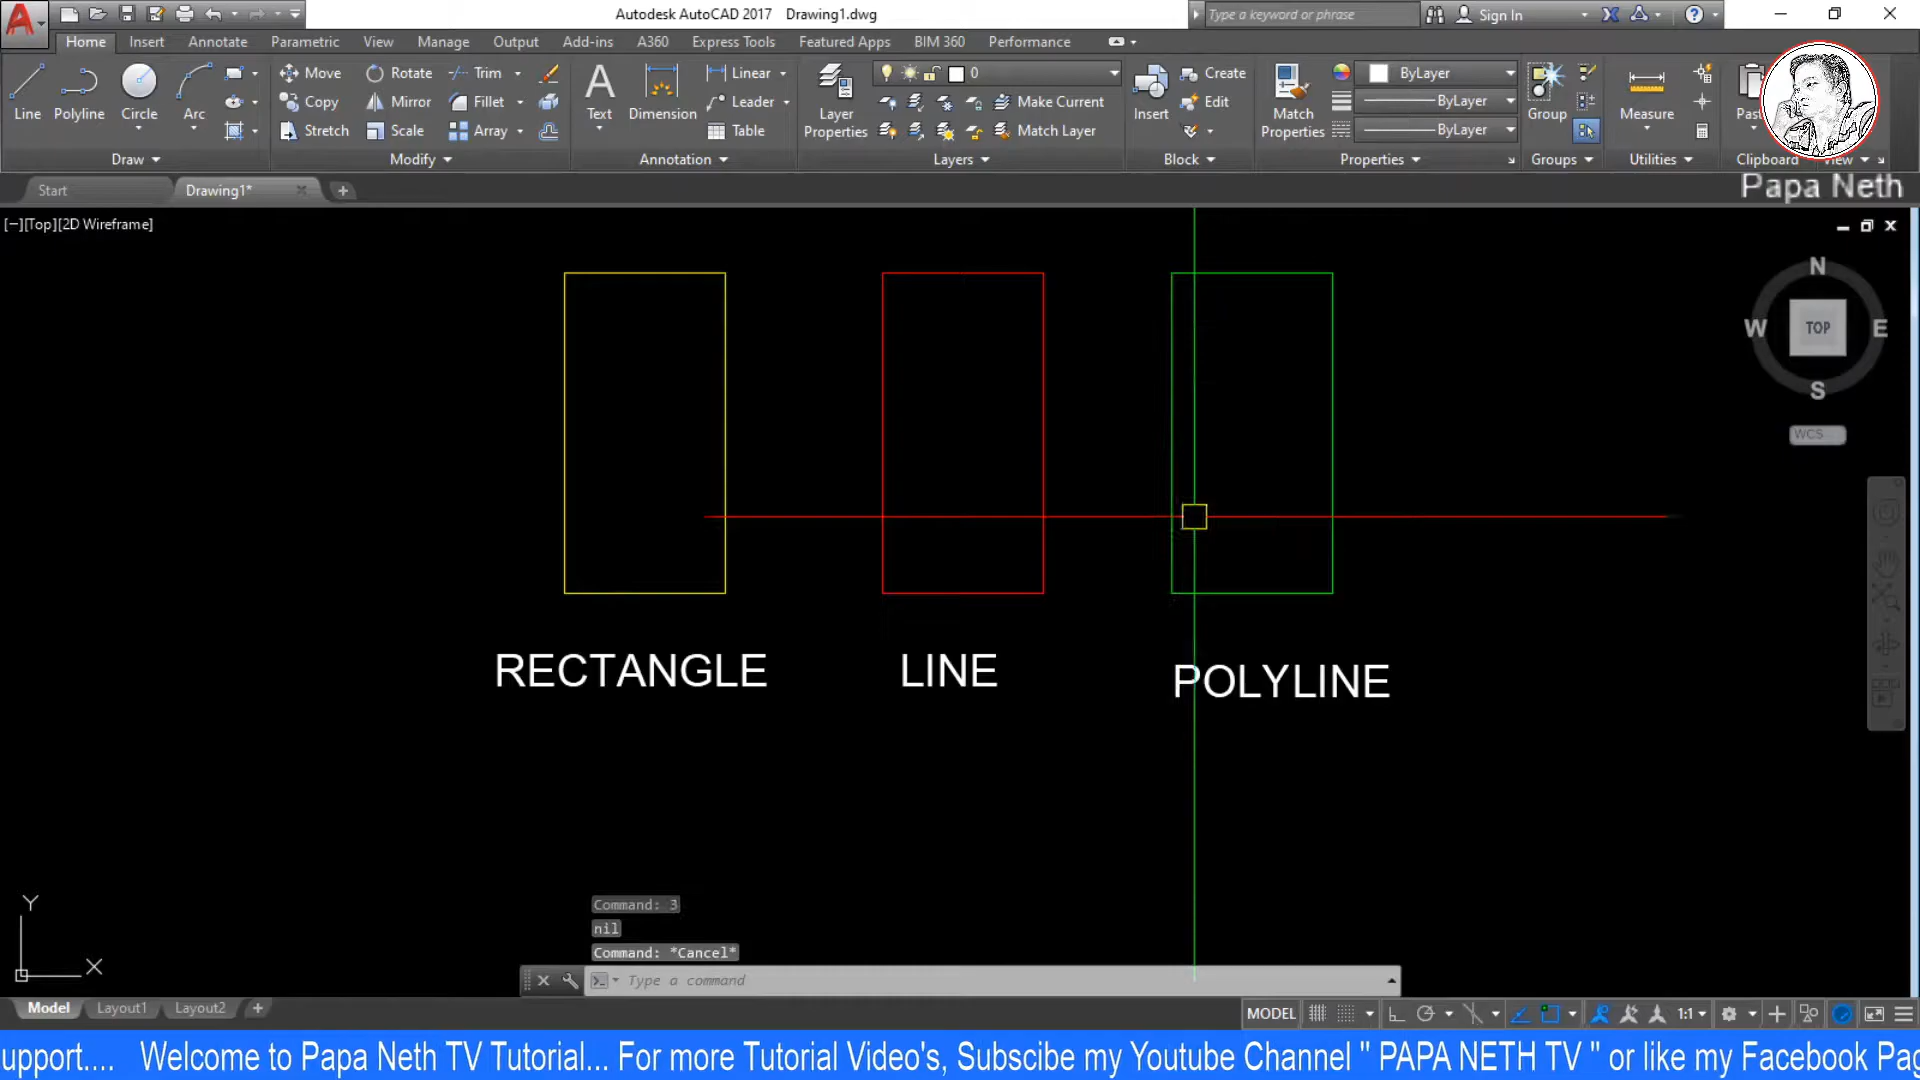 Autodesk AutoCAD 2017 Drawing1.dwg
Type a keyword or phrase
Sign In
Home Insert Annotate Parametric View Manage Output Add-ins A360 Express Tools Featured Apps BIM 360 Performance
Line
Polyline
Circle
Arc
Draw
Move
Rotate
Trim
Copy
Mirror
Fillet
Stretch
Scale
Array
Modify
Text
Dimension
Linear
Leader
Table
Annotation
Layer
Properties
0
Make Current
Match Layer
Layers
Insert
Create
Edit
Block
Match
Properties
ByLayer
ByLayer
ByLayer
Properties
Group
Groups
Measure
Utilities
Clipboard
View
Papa Neth
Start
Drawing1*
[−][Top][2D Wireframe]
N
W
TOP
E
S
WCS
RECTANGLE
LINE
POLYLINE
Y
X
Command: 3
nil
Command: *Cancel*
Type a command
Model Layout1 Layout2
MODEL
1:1
support.... Welcome to Papa Neth TV Tutorial... For more Tutorial Video's, Subscibe my Youtube Channel " PAPA NETH TV " or like my Facebook Pag